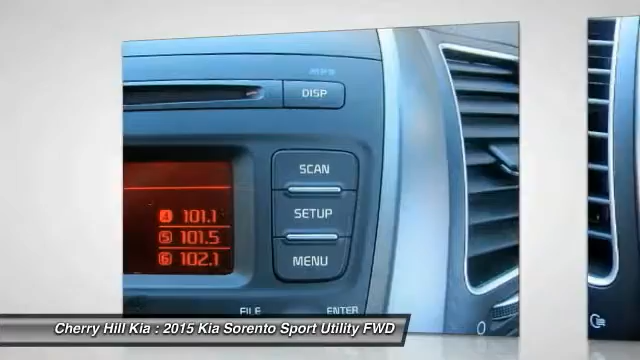 MP3
DISP
SCAN
4 101.1
SETUP
5 101.5
MENU
6 102.1
FILE
ENTER
Cherry Hill Kia : 2015 Kia Sorento Sport Utility FWD